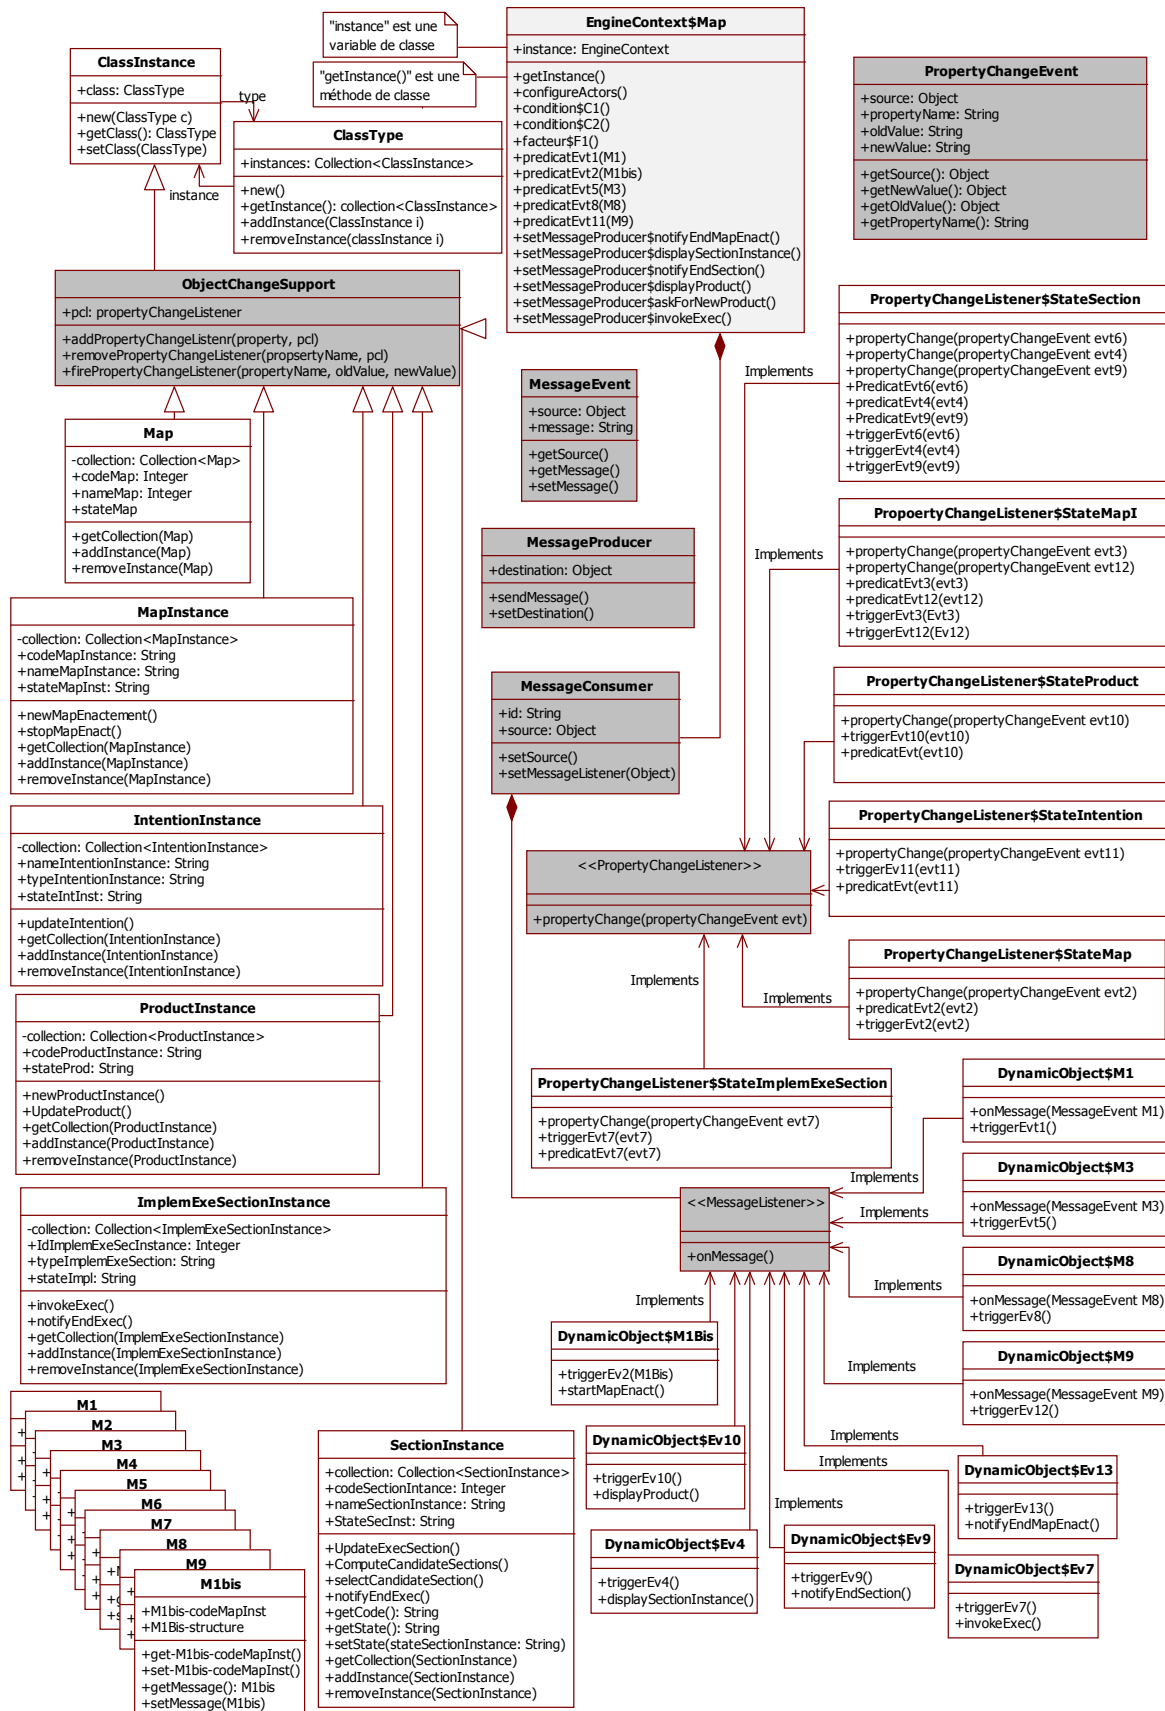 "instance" est une
variable de classe
"getInstance()" est une
méthode de classe
EngineContext$Map
+instance: EngineContext
+getInstance()
+configureActors()
+condition$C1()
+condition$C2()
+facteur$F1()
+predicatEvt1(M1)
+predicatEvt2(M1bis)
+predicatEvt5(M3)
+predicatEvt8(M8)
+predicatEvt11(M9)
+setMessageProducer$notifyEndMapEnact()
+setMessageProducer$displaySectionInstance()
+setMessageProducer$notifyEndSection()
+setMessageProducer$displayProduct()
+setMessageProducer$askForNewProduct()
+setMessageProducer$invokeExec()
ClassInstance
+class: ClassType
+new(ClassType c)
+getClass(): ClassType
+setClass(ClassType)
type
instance
ClassType
+instances: Collection<ClassInstance>
+new()
+getInstance(): collection<ClassInstance>
+addInstance(ClassInstance i)
+removeInstance(classInstance i)
PropertyChangeEvent
+source: Object
+propertyName: String
+oldValue: String
+newValue: String
+getSource(): Object
+getNewValue(): Object
+getOldValue(): Object
+getPropertyName(): String
ObjectChangeSupport
+pcl: propertyChangeListener
+addPropertyChangeListenr(property, pcl)
+removePropertyChangeListener(propsertyName, pcl)
+firePropertyChangeListener(propertyName, oldValue, newValue)
PropertyChangeListener$StateSection
+propertyChange(propertyChangeEvent evt6)
+propertyChange(propertyChangeEvent evt4)
+propertyChange(propertyChangeEvent evt9)
+PredicatEvt6(evt6)
+predicatEvt4(evt4)
+PredicatEvt9(evt9)
+triggerEvt6(evt6)
+triggerEvt4(evt4)
+triggerEvt9(evt9)
Implements
MessageEvent
+source: Object
+message: String
+getSource()
+getMessage()
+setMessage()
Map
-collection: Collection<Map>
+codeMap: Integer
+nameMap: Integer
+stateMap
+getCollection(Map)
+addInstance(Map)
+removeInstance(Map)
PropoertyChangeListener$StateMapI
+propertyChange(propertyChangeEvent evt3)
+propertyChange(propertyChangeEvent evt12)
+predicatEvt3(evt3)
+predicatEvt12(evt12)
+triggerEvt3(Evt3)
+triggerEvt12(Ev12)
Implements
MessageProducer
+destination: Object
+sendMessage()
+setDestination()
MapInstance
-collection: Collection<MapInstance>
+codeMapInstance: String
+nameMapInstance: String
+stateMapInst: String
+newMapEnactement()
+stopMapEnact()
+getCollection(MapInstance)
+addInstance(MapInstance)
+removeInstance(MapInstance)
MessageConsumer
+id: String
+source: Object
+setSource()
+setMessageListener(Object)
PropertyChangeListener$StateProduct
+propertyChange(propertyChangeEvent evt10)
+triggerEvt10(evt10)
+predicatEvt(evt10)
Implements
IntentionInstance
-collection: Collection<IntentionInstance>
+nameIntentionInstance: String
+typeIntentionInstance: String
+stateIntInst: String
+updateIntention()
+getCollection(IntentionInstance)
+addInstance(IntentionInstance)
+removeInstance(IntentionInstance)
PropertyChangeListener$StateIntention
+propertyChange(propertyChangeEvent evt11)
+triggerEv11(evt11)
+predicatEvt(evt11)
Implements
<<PropertyChangeListener>>
+propertyChange(propertyChangeEvent evt)
PropertyChangeListener$StateMap
+propertyChange(propertyChangeEvent evt2)
+predicatEvt2(evt2)
+triggerEvt2(evt2)
Implements
Implements
ProductInstance
-collection: Collection<ProductInstance>
+codeProductInstance: String
+stateProd: String
+newProductInstance()
+UpdateProduct()
+getCollection(ProductInstance)
+addInstance(ProductInstance)
+removeInstance(ProductInstance)
PropertyChangeListener$StateImplemExeSection
+propertyChange(propertyChangeEvent evt7)
+triggerEvt7(evt7)
+predicatEvt7(evt7)
DynamicObject$M1
+onMessage(MessageEvent M1)
+triggerEvt1()
Implements
DynamicObject$M3
+onMessage(MessageEvent M3)
+triggerEvt5()
Implements
<<MessageListener>>
+onMessage()
DynamicObject$M8
+onMessage(MessageEvent M8)
+triggerEv8()
Implements
DynamicObject$M9
+onMessage(MessageEvent M9)
+triggerEv12()
Implements
ImplemExeSectionInstance
-collection: Collection<ImplemExeSectionInstance>
+IdImplemExeSecInstance: Integer
+typeImplemExeSection: String
+stateImpl: String
+invokeExec()
+notifyEndExec()
+getCollection(ImplemExeSectionInstance)
+addInstance(ImplemExeSectionInstance)
+removeInstance(ImplemExeSectionInstance)
Implements
DynamicObject$M1Bis
+triggerEv2(M1Bis)
+startMapEnact()
DynamicObject$Ev10
+triggerEv10()
+displayProduct()
Implements
Implements
Implements
DynamicObject$Ev13
+triggerEv13()
+notifyEndMapEnact()
DynamicObject$Ev4
+triggerEv4()
+displaySectionInstance()
DynamicObject$Ev9
+triggerEv9()
+notifyEndSection()
DynamicObject$Ev7
+triggerEv7()
+invokeExec()
M1
M2
M3
M4
M5
M6
M7
M8
M9
M1bis
+M1bis-codeMapInst
+M1Bis-structure
+get-M1bis-codeMapInst()
+set-M1bis-codeMapInst()
+getMessage(): M1bis
+setMessage(M1bis)
SectionInstance
+collection: Collection<SectionInstance>
+codeSectionIntance: Integer
+nameSectionInstance: String
+StateSecInst: String
+UpdateExecSection()
+ComputeCandidateSections()
+selectCandidateSection()
+notifyEndExec()
+getCode(): String
+getState(): String
+setState(stateSectionInstance: String)
+getCollection(SectionInstance)
+addInstance(SectionInstance)
+removeInstance(SectionInstance)